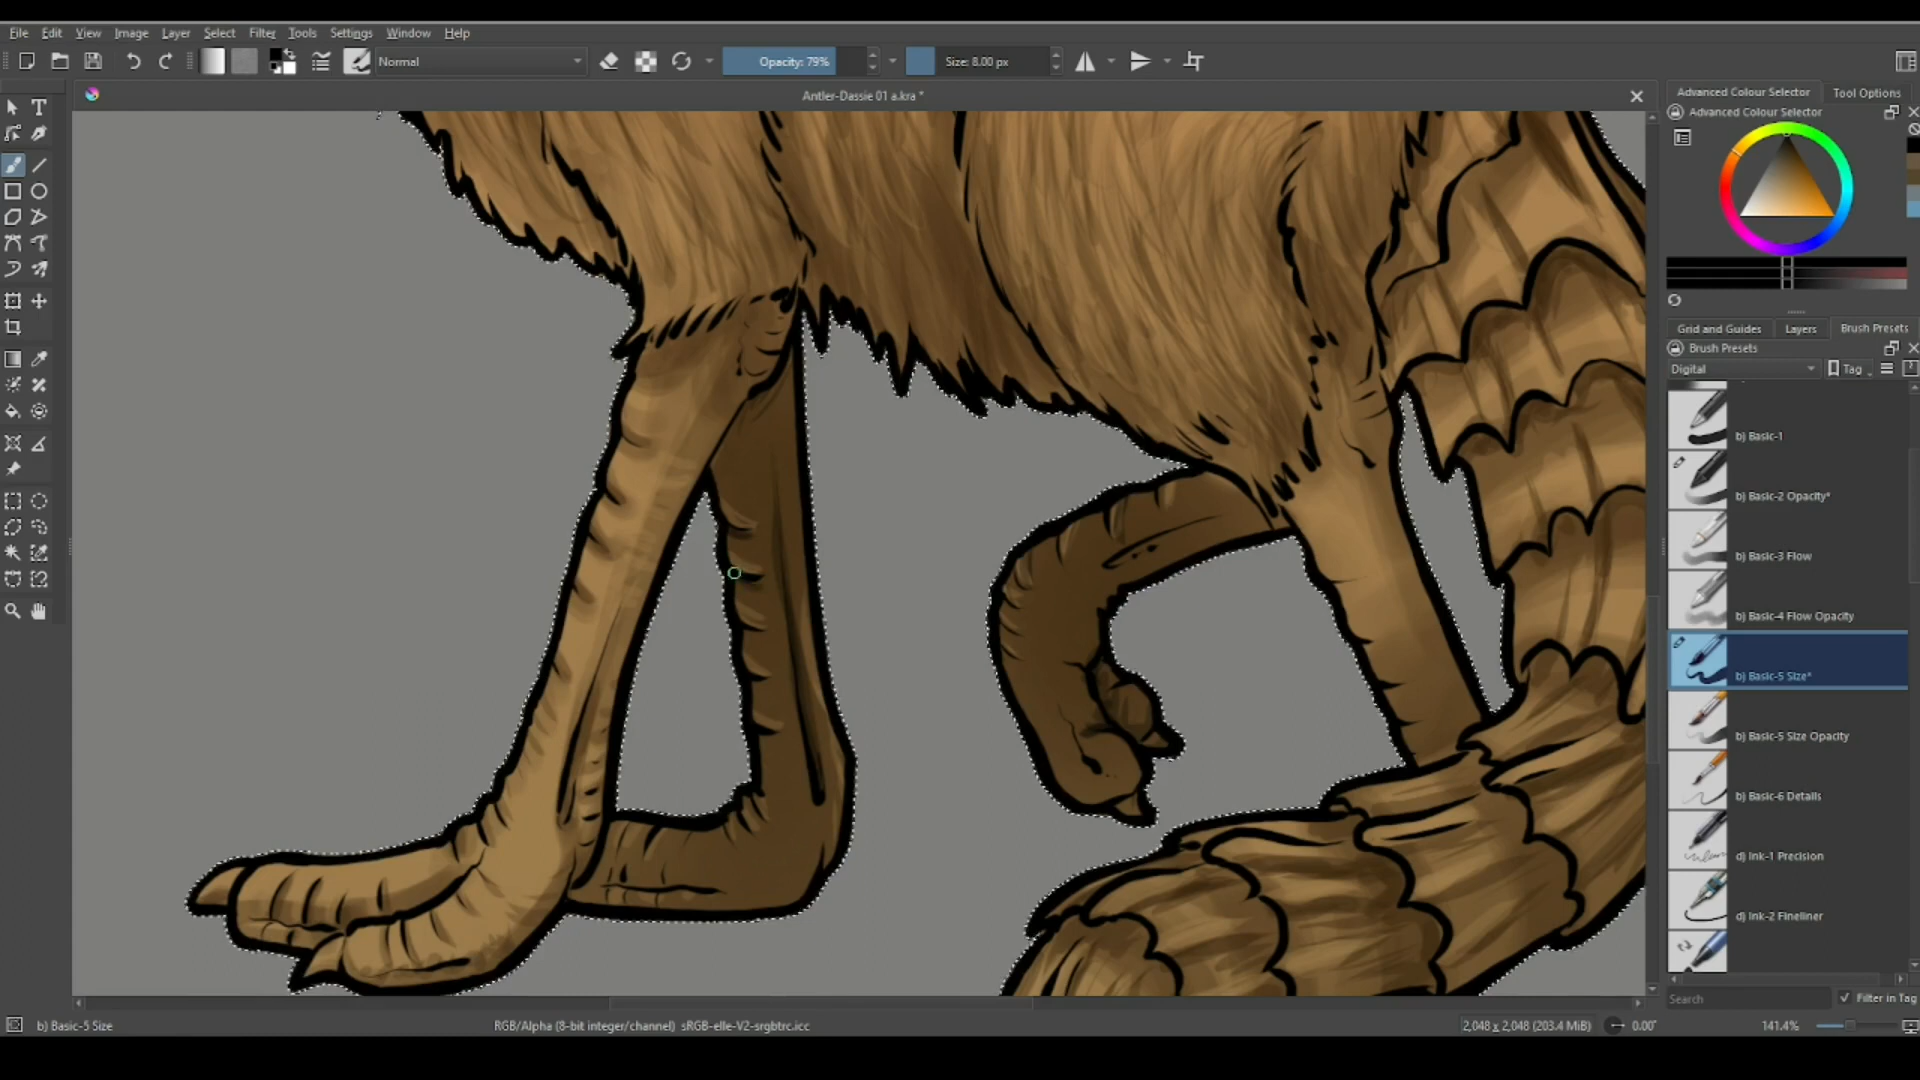 File Edit View Image Layer Select Filter Tools Settings Window Help
Normal Opacity: 79% Size: 8.00 px
Antler-Dassie 01 a.kra *
Advanced Colour Selector Tool Options
Advanced Colour Selector
Grid and Guides Layers Brush Presets
Brush Presets
Digital Tag
b) Basic-1
b) Basic-2 Opacity*
b) Basic-3 Flow
b) Basic-4 Flow Opacity
b) Basic-5 Size*
b) Basic-5 Size Opacity
b) Basic-6 Details
d) Ink-1 Precision
d) Ink-2 Fineliner
Search Filter in Tag
b) Basic-5 Size RGB/Alpha (8-bit integer/channel) sRGB-elle-V2-srgbtrc.icc 2,048 x 2,048 (203.4 MiB) 0.00° 141.4%